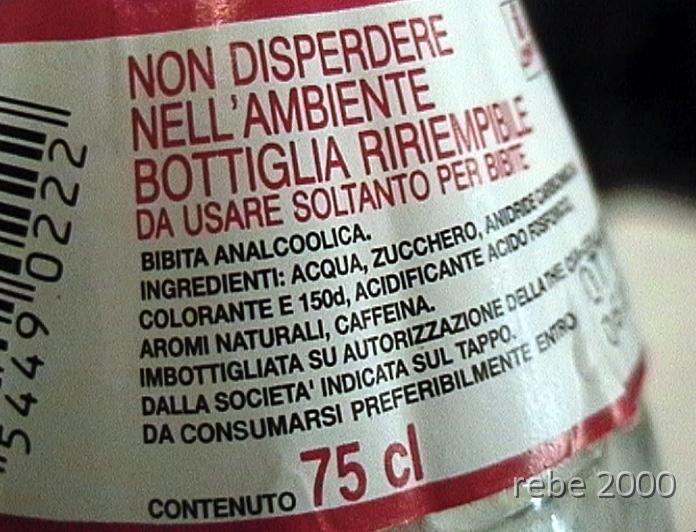 NON DISPERDERE
NELL'AMBIENTE
BOTTIGLIA RIRIEMPIBILE
DA USARE SOLTANTO PER BIBITE
BIBITA ANALCOOLICA.
INGREDIENTI: ACQUA, ZUCCHERO, ANIDRIDE CARBONICA
COLORANTE E 150d, ACIDIFICANTE ACIDO FOSFORICO
AROMI NATURALI, CAFFEINA.
IMBOTTIGLIATA SU AUTORIZZAZIONE DELLA THE
DALLA SOCIETA' INDICATA SUL TAPPO.
DA CONSUMARSI PREFERIBILMENTE ENTRO
CONTENUTO 75 cl
5449 0222
rebe 2000